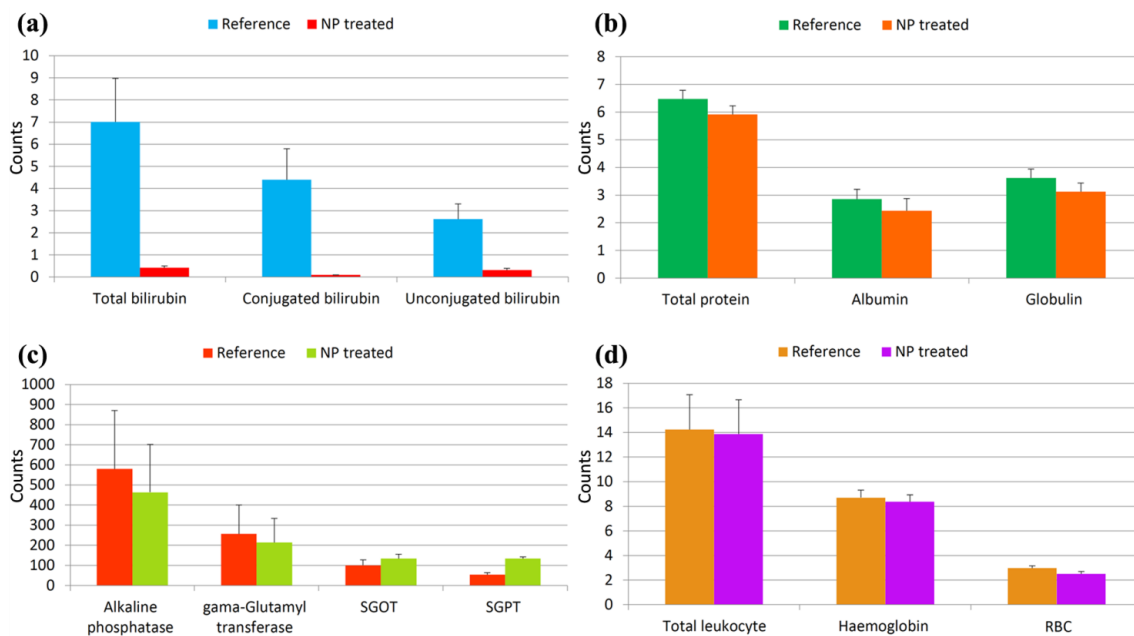 (a)
Reference NP treated
10
9
8
7
6
5
4
3
2
1
0
Counts
Total bilirubin Conjugated bilirubin Unconjugated bilirubin
(b)
Reference NP treated
8
7
6
5
4
3
2
1
0
Counts
Total protein Albumin Globulin
(c)
Reference NP treated
1000
900
800
700
600
500
400
300
200
100
0
Counts
Alkaline phosphatase
gama-Glutamyl transferase
SGOT
SGPT
(d)
Reference NP treated
18
16
14
12
10
8
6
4
2
0
Counts
Total leukocyte Haemoglobin RBC